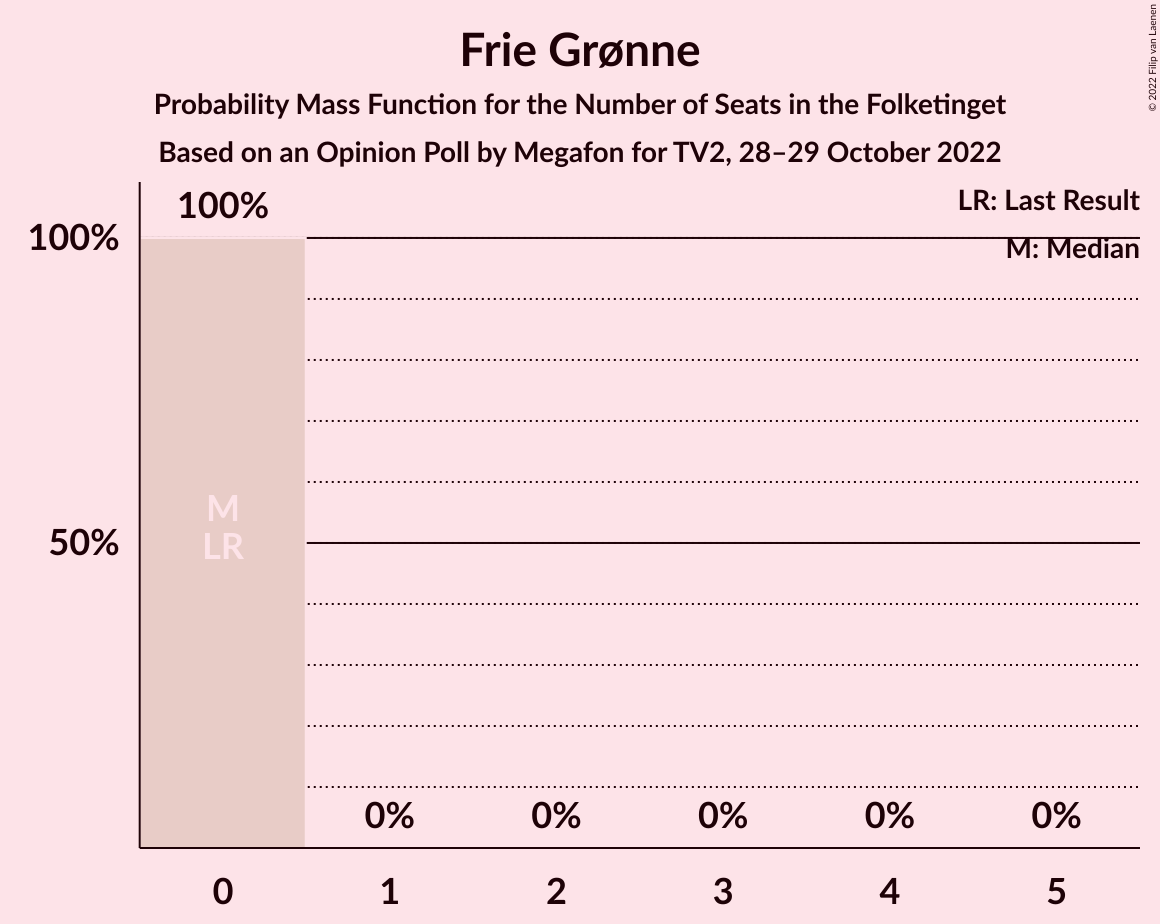 Frie Grønne
Probability Mass Function for the Number of Seats in the Folketinget
Based on an Opinion Poll by Megafon for TV2, 28–29 October 2022
© 2022 Filip van Laenen
LR: Last Result
M: Median
100%
100%
50%
M
LR
0% 0% 0% 0% 0%
0 1 2 3 4 5